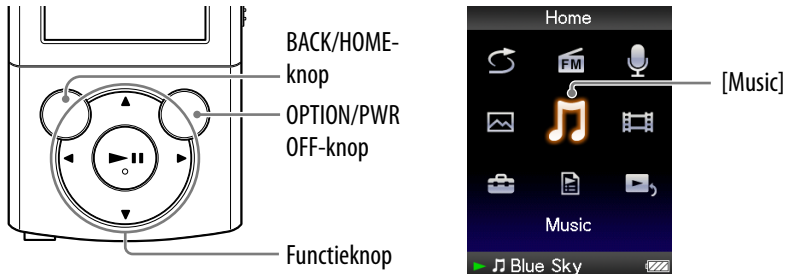 BACK/HOME-
knop
OPTION/PWR
OFF-knop
Functieknop
Home
FM
[Music]
Music
Blue Sky